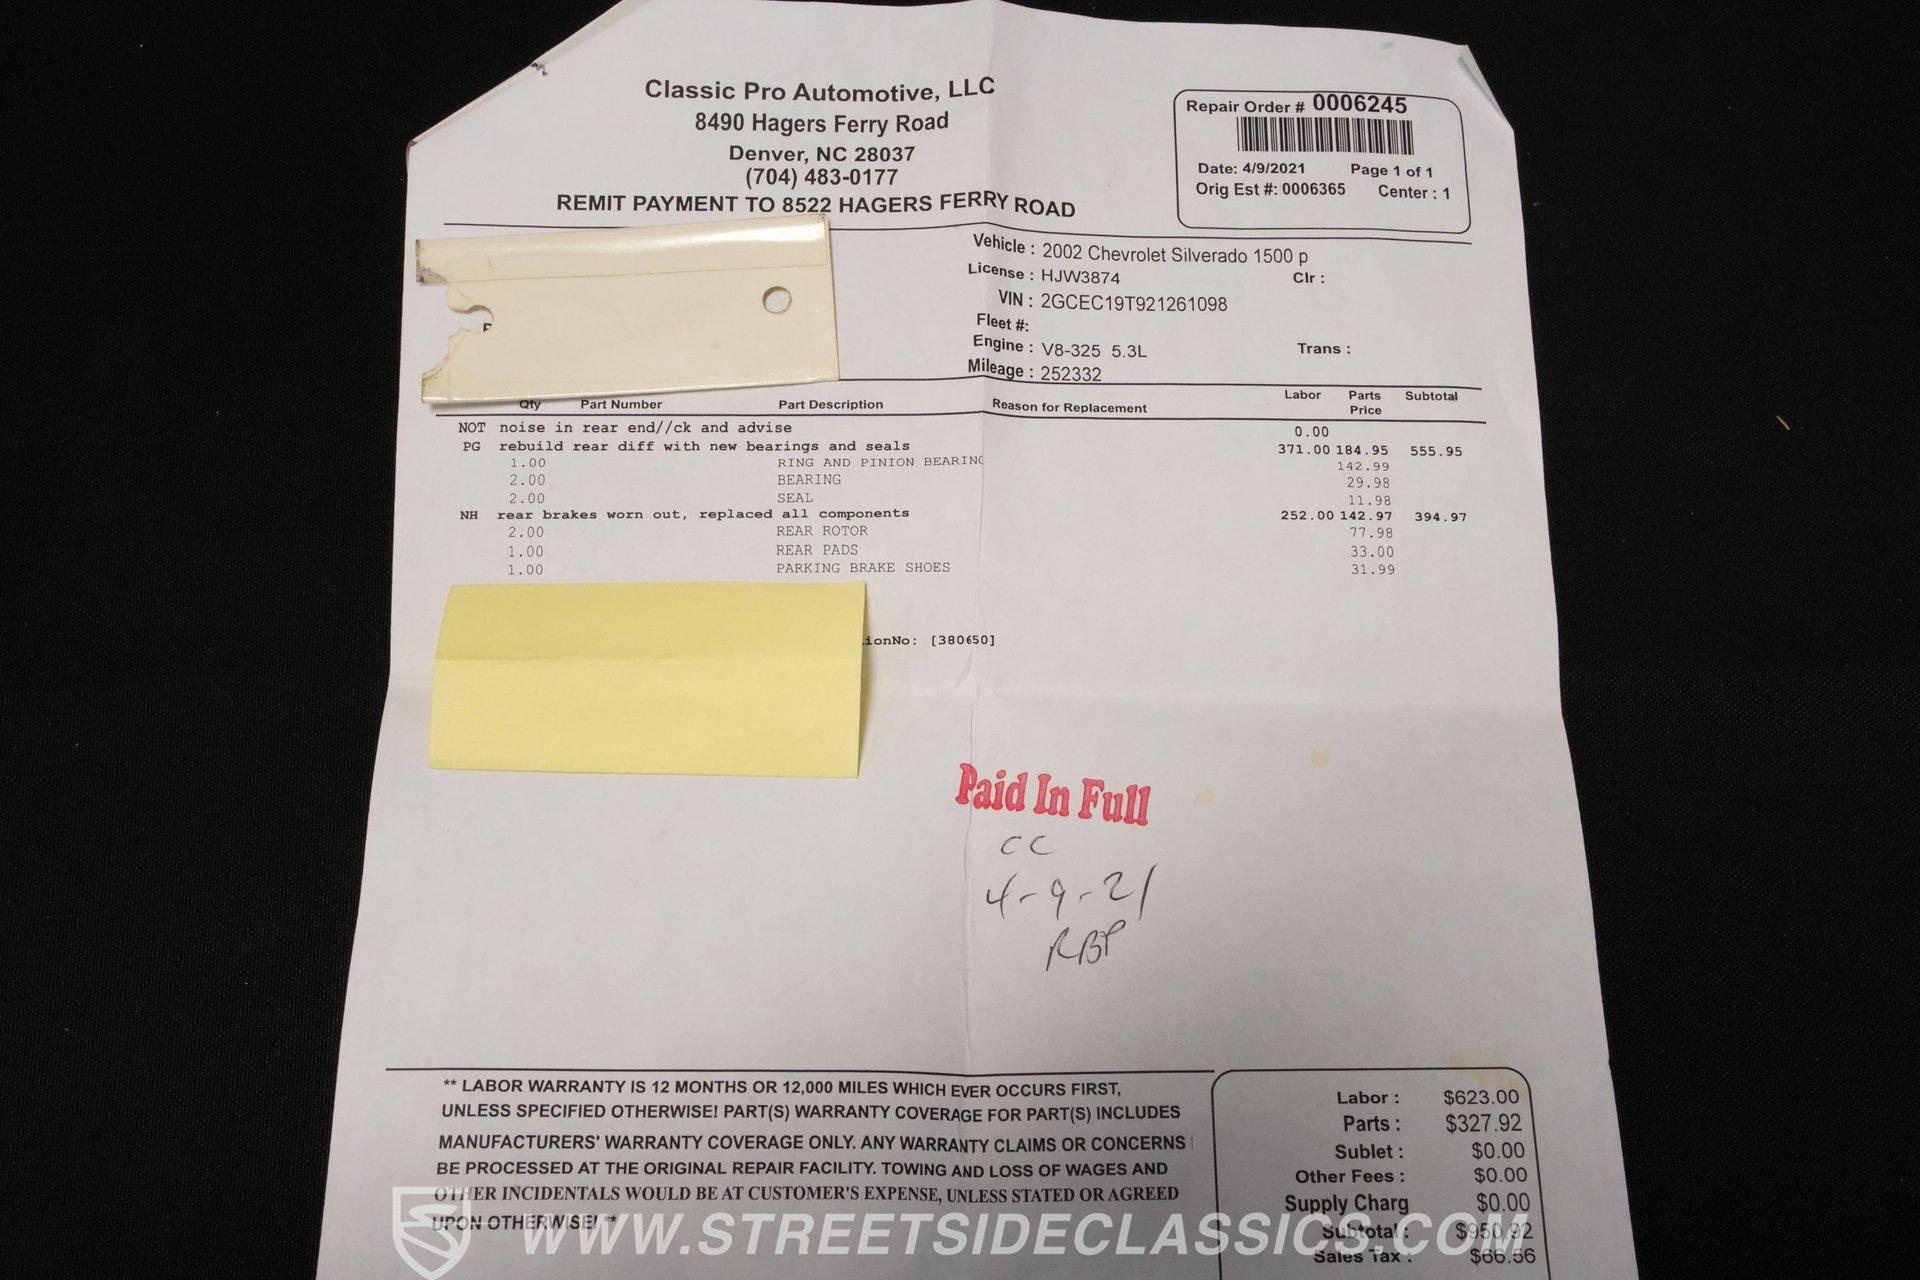 Classic Pro Automotive, LLC
8490 Hagers Ferry Road
Denver, NC 28037
(704) 483-0177
REMIT PAYMENT TO 8522 HAGERS FERRY ROAD
Repair Order # 0006245
Date: 4/9/2021 Page 1 of 1
Orig Est #: 0006365 Center : 1
Vehicle : 2002 Chevrolet Silverado 1500 p
License : HJW3874 Clr :
VIN : 2GCEC19T921261098
Fleet #:
Engine : V8-325 5.3L Trans :
Mileage : 252332
Qty Part Number Part Description Reason for Replacement Labor Parts Price Subtotal
NOT noise in rear end//ck and advise 0.00
PG rebuild rear diff with new bearings and seals 371.00 184.95 555.95
1.00 RING AND PINION BEARING 142.99
2.00 BEARING 29.98
2.00 SEAL 11.98
NH rear brakes worn out, replaced all components 252.00 142.97 394.97
2.00 REAR ROTOR 77.98
1.00 REAR PADS 33.00
1.00 PARKING BRAKE SHOES 31.99
ionNo: [380650]
Paid In Full
CC
4-9-21
RBP
** LABOR WARRANTY IS 12 MONTHS OR 12,000 MILES WHICH EVER OCCURS FIRST,
UNLESS SPECIFIED OTHERWISE! PART(S) WARRANTY COVERAGE FOR PART(S) INCLUDES
MANUFACTURERS' WARRANTY COVERAGE ONLY. ANY WARRANTY CLAIMS OR CONCERNS
BE PROCESSED AT THE ORIGINAL REPAIR FACILITY. TOWING AND LOSS OF WAGES AND
OTHER INCIDENTALS WOULD BE AT CUSTOMER'S EXPENSE, UNLESS STATED OR AGREED
UPON OTHERWISE! **
Labor : $623.00
Parts : $327.92
Sublet : $0.00
Other Fees : $0.00
Supply Charg $0.00
Subtotal : $950.92
Sales Tax : $66.56
WWW.STREETSIDECLASSICS.COM